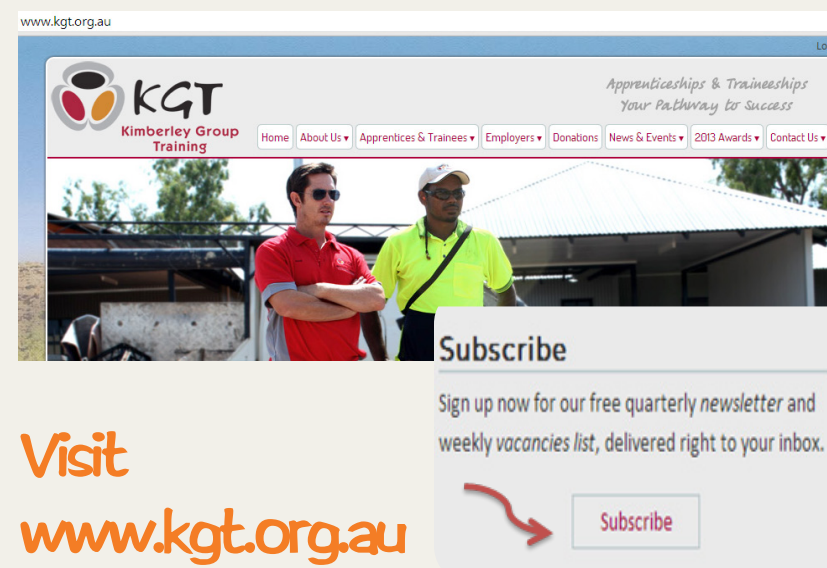 www.kgt.org.au
Lo
KGT
Kimberley Group
Training
Apprenticeships & Traineeships
Your Pathway to Success
Home About Us ▾ Apprentices & Trainees ▾ Employers ▾ Donations News & Events ▾ 2013 Awards ▾ Contact Us ▾
Subscribe
Sign up now for our free quarterly newsletter and
weekly vacancies list, delivered right to your inbox.
Subscribe
Visit
www.kgt.org.au